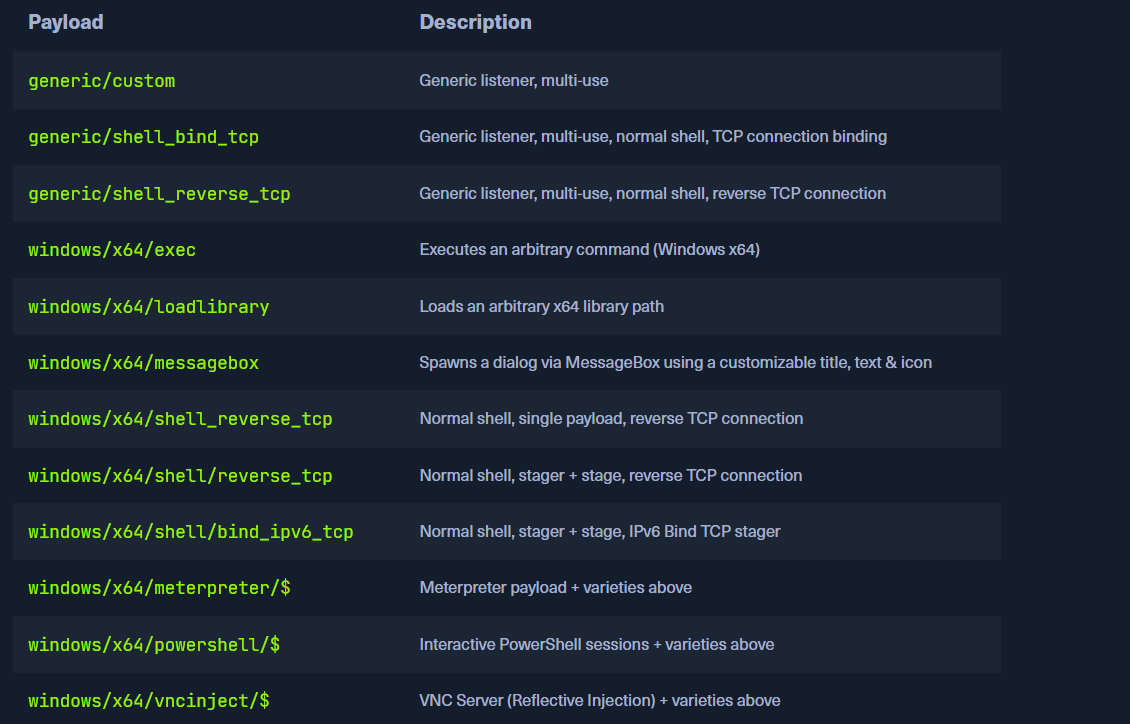 Payload Description
generic/custom Generic listener, multi-use
generic/shell_bind_tcp Generic listener, multi-use, normal shell, TCP connection binding
generic/shell_reverse_tcp Generic listener, multi-use, normal shell, reverse TCP connection
windows/x64/exec Executes an arbitrary command (Windows x64)
windows/x64/loadlibrary Loads an arbitrary x64 library path
windows/x64/messagebox Spawns a dialog via MessageBox using a customizable title, text & icon
windows/x64/shell_reverse_tcp Normal shell, single payload, reverse TCP connection
windows/x64/shell/reverse_tcp Normal shell, stager + stage, reverse TCP connection
windows/x64/shell/bind_ipv6_tcp Normal shell, stager + stage, IPv6 Bind TCP stager
windows/x64/meterpreter/$ Meterpreter payload + varieties above
windows/x64/powershell/$ Interactive PowerShell sessions + varieties above
windows/x64/vncinject/$ VNC Server (Reflective Injection) + varieties above